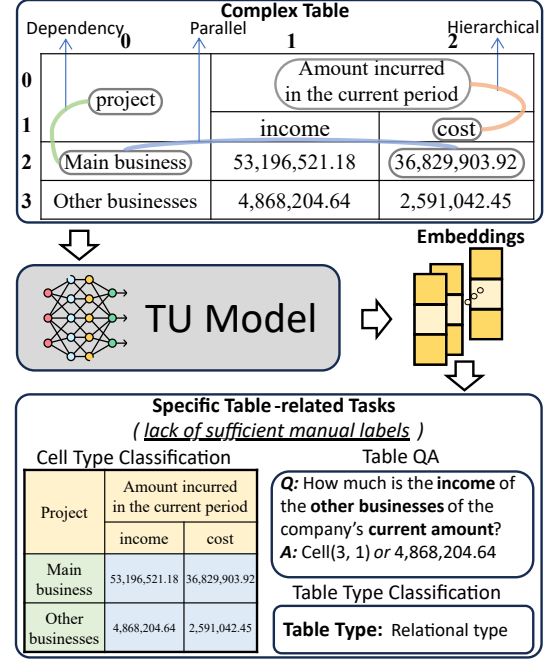 Complex Table
Dependency Parallel Hierarchical
0 1 2
0 Amount incurred
in the current period
project
1 income cost
2 Main business 53,196,521.18 36,829,903.92
3 Other businesses 4,868,204.64 2,591,042.45
Embeddings
TU Model
Specific Table-related Tasks
( lack of sufficient manual labels )
Cell Type Classification
Project
Amount incurred
in the current period
income cost
Main
business
53,196,521.18 36,829,903.92
Other
businesses
4,868,204.64 2,591,042.45
Table QA
Q: How much is the income of
the other businesses of the
company's current amount?
A: Cell(3, 1) or 4,868,204.64
Table Type Classification
Table Type: Relational type